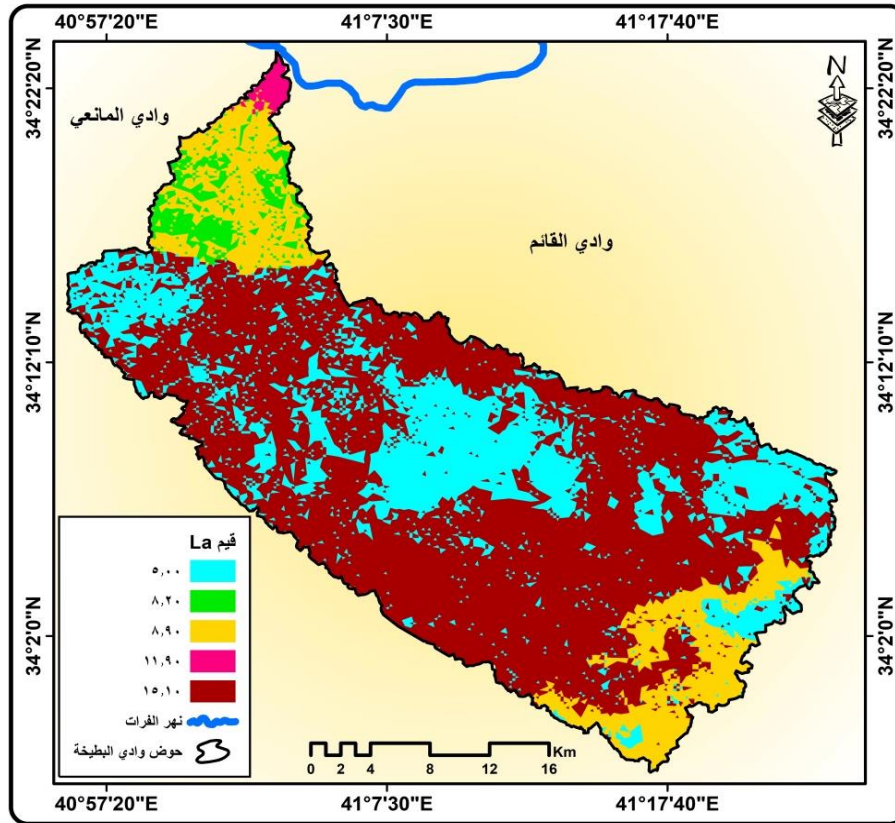 40°57'20"E 41°7'30"E 41°17'40"E
34°22'20"N
34°22'20"N
N
وادي المانعي
وادي القائم
34°12'10"N
34°12'10"N
34°2'0"N
34°2'0"N
قيم La
٥,٠٠
٨,٢٠
٨,٩٠
١١,٩٠
١٥,١٠
نهر الفرات
حوض وادي البطيخة
Km
0 2 4 8 12 16
40°57'20"E 41°7'30"E 41°17'40"E